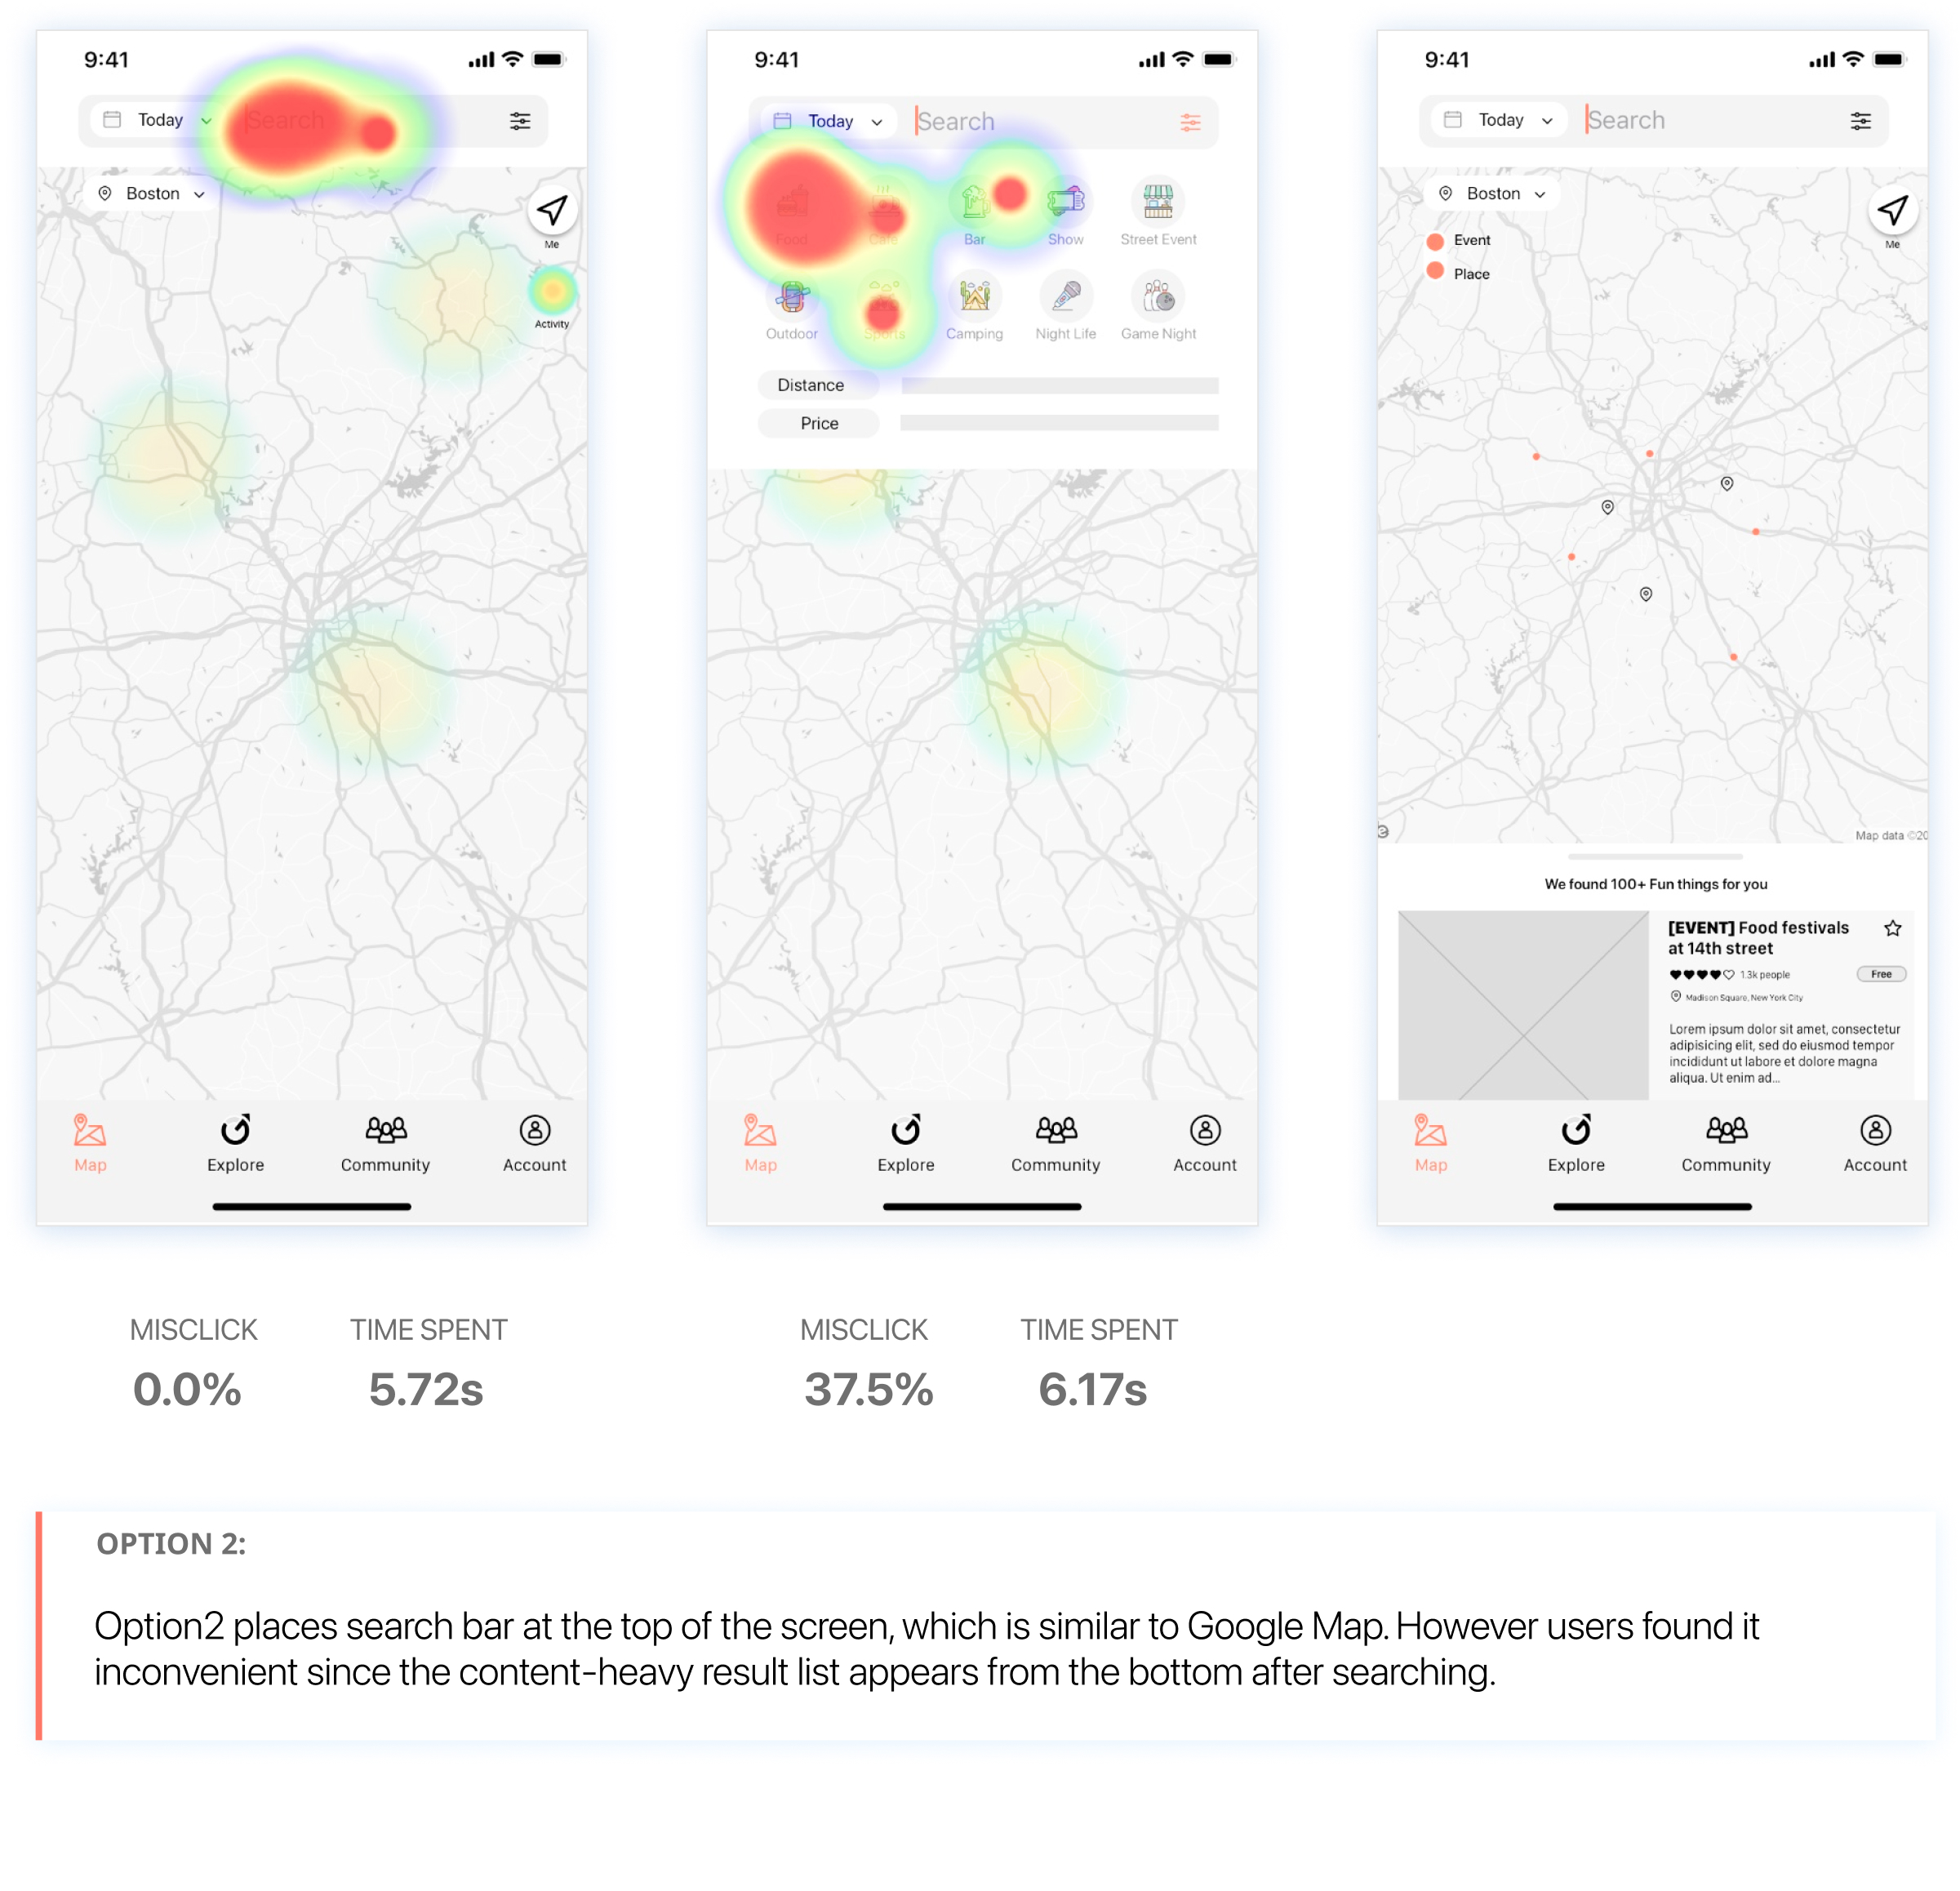 9:41
Today
Search
Boston
Me
Activity
Map
Explore
Community
Account
9:41
Today
Search
Food
Cafe
Bar
Show
Street Event
Outdoor
Sports
Camping
Night Life
Game Night
Distance
Price
Map
Explore
Community
Account
9:41
Today
Search
Boston
Me
Event
Place
Map data ©20
We found 100+ Fun things for you
[EVENT] Food festivals
at 14th street
1.3k people
Free
Madison Square, New York City
Lorem ipsum dolor sit amet, consectetur
adipisicing elit, sed do eiusmod tempor
incididunt ut labore et dolore magna
aliqua. Ut enim ad...
Map
Explore
Community
Account
MISCLICK
TIME SPENT
0.0%
5.72s
MISCLICK
TIME SPENT
37.5%
6.17s
OPTION 2:
Option2 places search bar at the top of the screen, which is similar to Google Map. However users found it
inconvenient since the content-heavy result list appears from the bottom after searching.